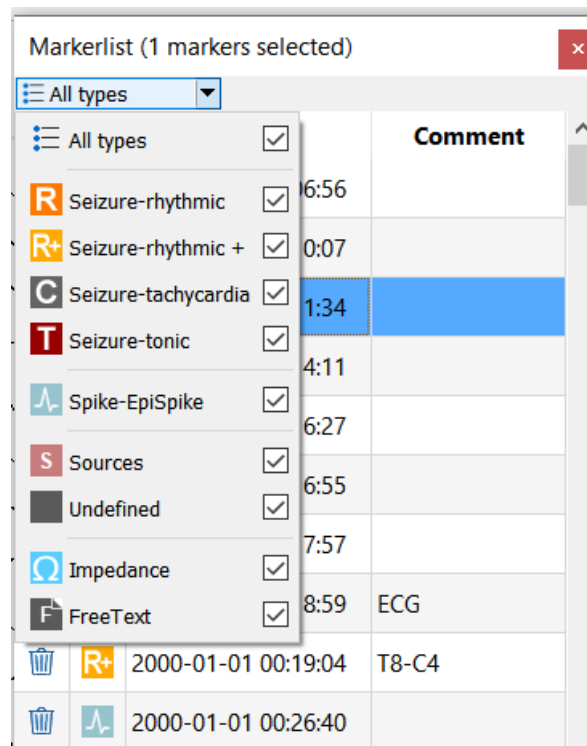 Markerlist (1 markers selected)
×
All types
Comment
All types
Seizure-rhythmic
R
6:56
Seizure-rhythmic +
R+
0:07
Seizure-tachycardia
C
1:34
Seizure-tonic
T
4:11
Spike-EpiSpike
6:27
S
Sources
6:55
Undefined
7:57
Ω
Impedance
8:59 ECG
F
FreeText
R+ 2000-01-01 00:19:04 T8-C4
2000-01-01 00:26:40